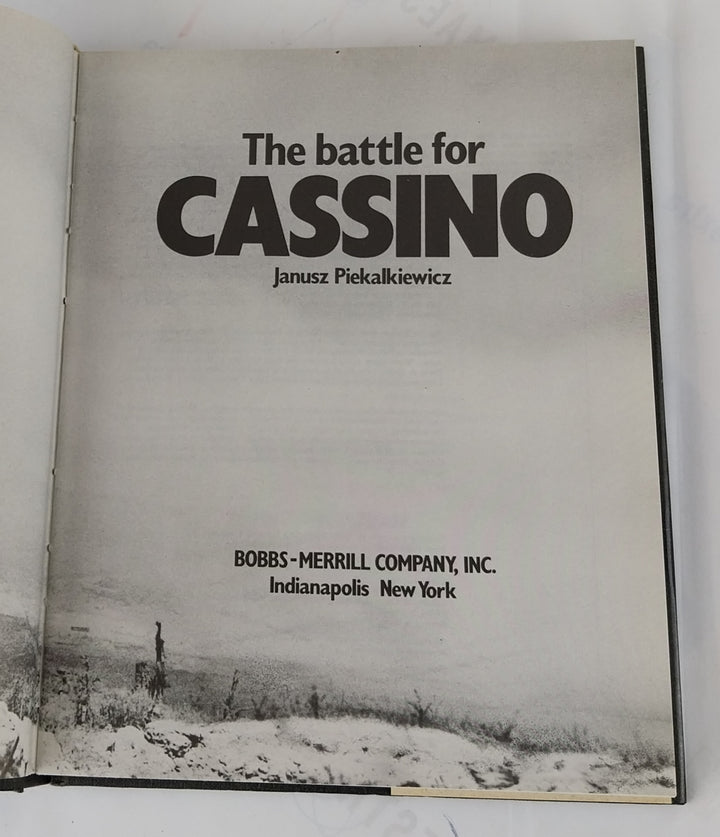 The battle for
CASSINO
Janusz Piekalkiewicz
BOBBS-MERRILL COMPANY, INC.
Indianapolis New York